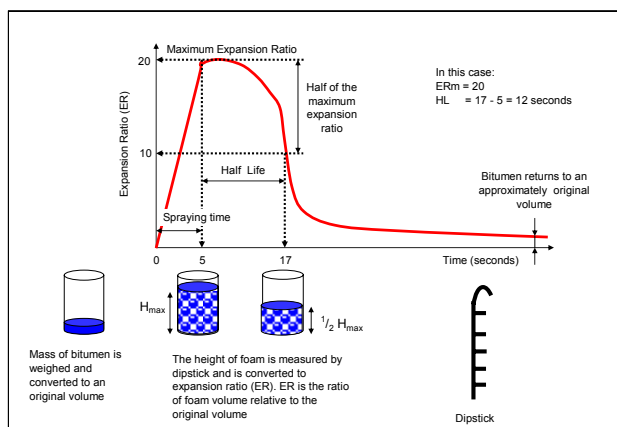 Maximum Expansion Ratio
20
10
Expansion Ratio (ER)
Half of the
maximum
expansion
ratio
In this case:
ERm = 20
HL = 17 - 5 = 12 seconds
Half Life
Spraying time
Bitumen returns to an
approximately original
volume
0
5
17
Time (seconds)
Hmax
1/2 Hmax
Mass of bitumen is
weighed and
converted to an
original volume
The height of foam is measured by
dipstick and is converted to
expansion ratio (ER). ER is the ratio
of foam volume relative to the
original volume
Dipstick